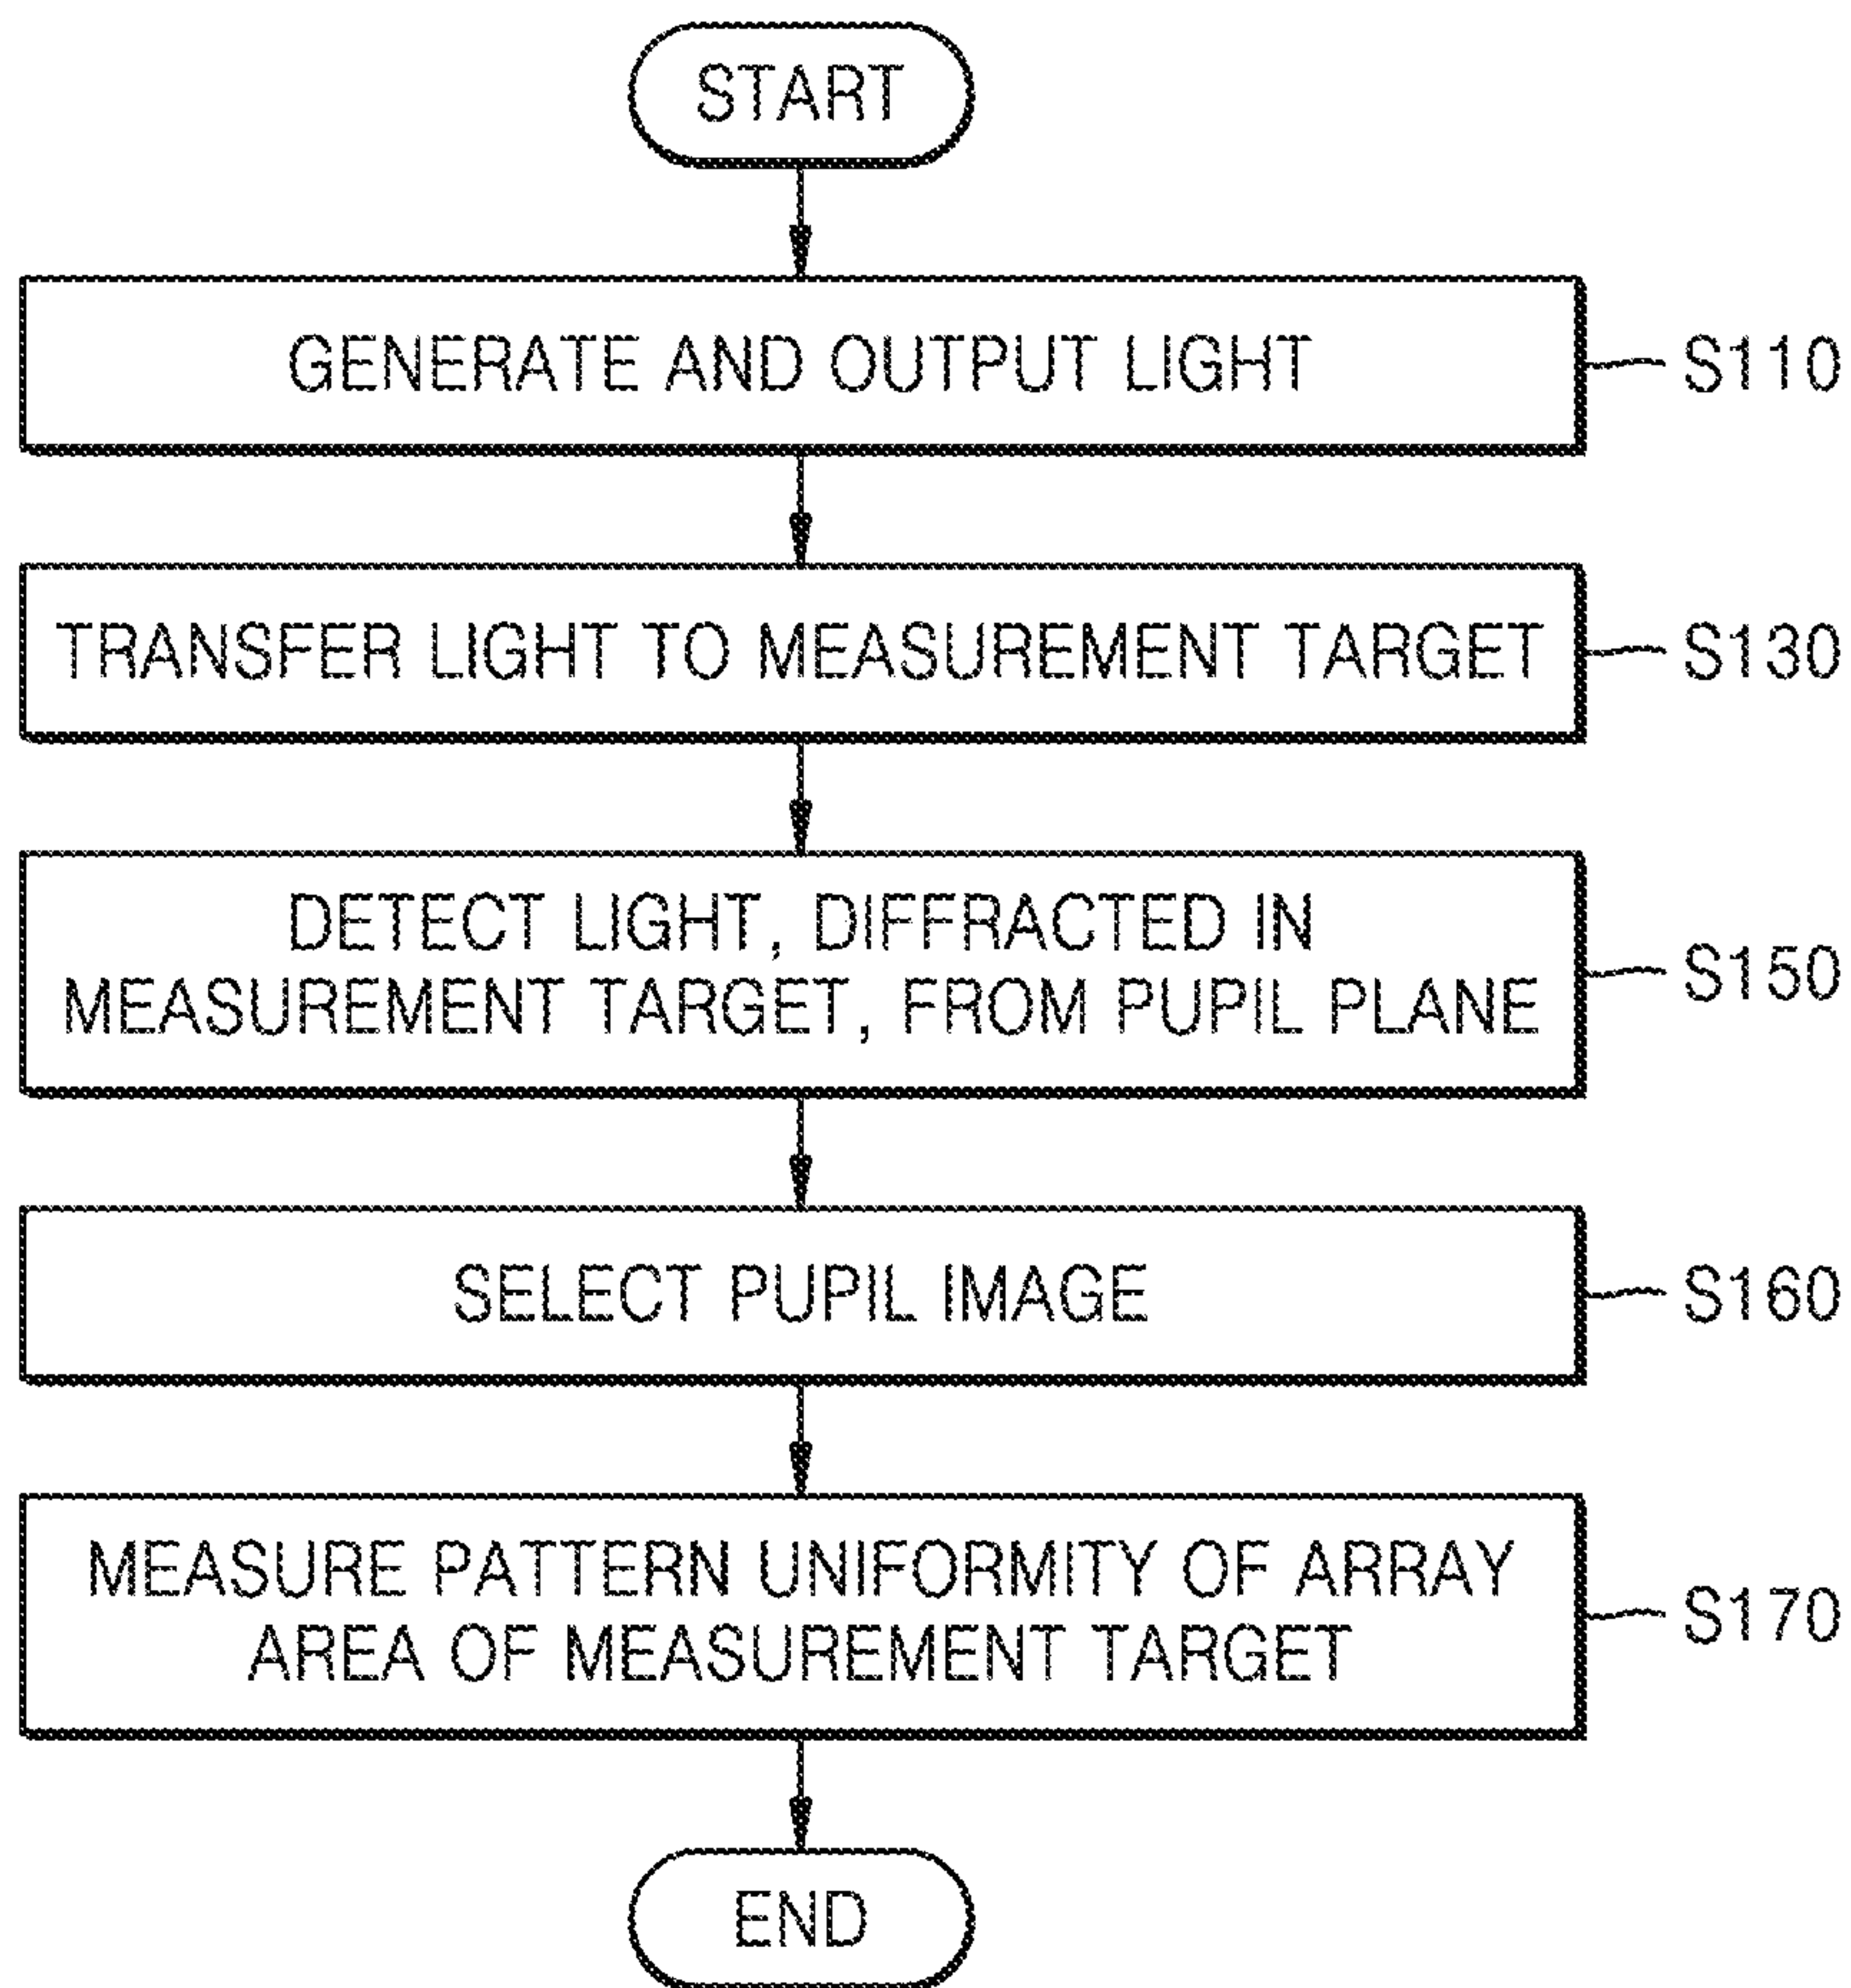 START
GENERATE AND OUTPUT LIGHT
S110
TRANSFER LIGHT TO MEASUREMENT TARGET
S130
DETECT LIGHT, DIFFRACTED IN
MEASUREMENT TARGET, FROM PUPIL PLANE
S150
SELECT PUPIL IMAGE
S160
MEASURE PATTERN UNIFORMITY OF ARRAY
AREA OF MEASUREMENT TARGET
S170
END